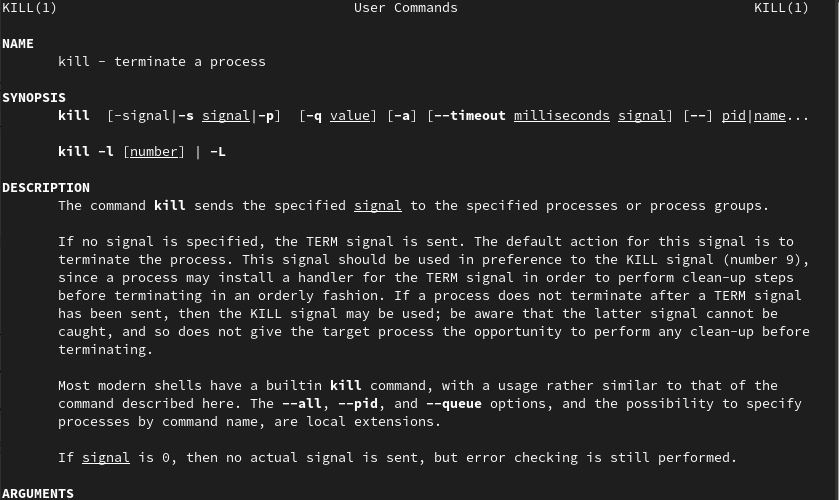 KILL(1) User Commands KILL(1)
NAME
kill - terminate a process
SYNOPSIS
kill [-signal|-s signal|-p] [-q value] [-a] [--timeout milliseconds signal] [--] pid|name...
kill -l [number] | -L
DESCRIPTION
The command kill sends the specified signal to the specified processes or process groups.
If no signal is specified, the TERM signal is sent. The default action for this signal is to
terminate the process. This signal should be used in preference to the KILL signal (number 9),
since a process may install a handler for the TERM signal in order to perform clean-up steps
before terminating in an orderly fashion. If a process does not terminate after a TERM signal
has been sent, then the KILL signal may be used; be aware that the latter signal cannot be
caught, and so does not give the target process the opportunity to perform any clean-up before
terminating.
Most modern shells have a builtin kill command, with a usage rather similar to that of the
command described here. The --all, --pid, and --queue options, and the possibility to specify
processes by command name, are local extensions.
If signal is 0, then no actual signal is sent, but error checking is still performed.
ARGUMENTS